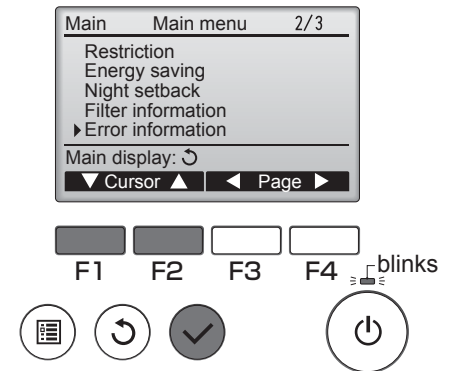 Main Main menu 2/3
Restriction
Energy saving
Night setback
Filter information
Error information
Main display:
Cursor Page
F1 F2 F3 F4
blinks